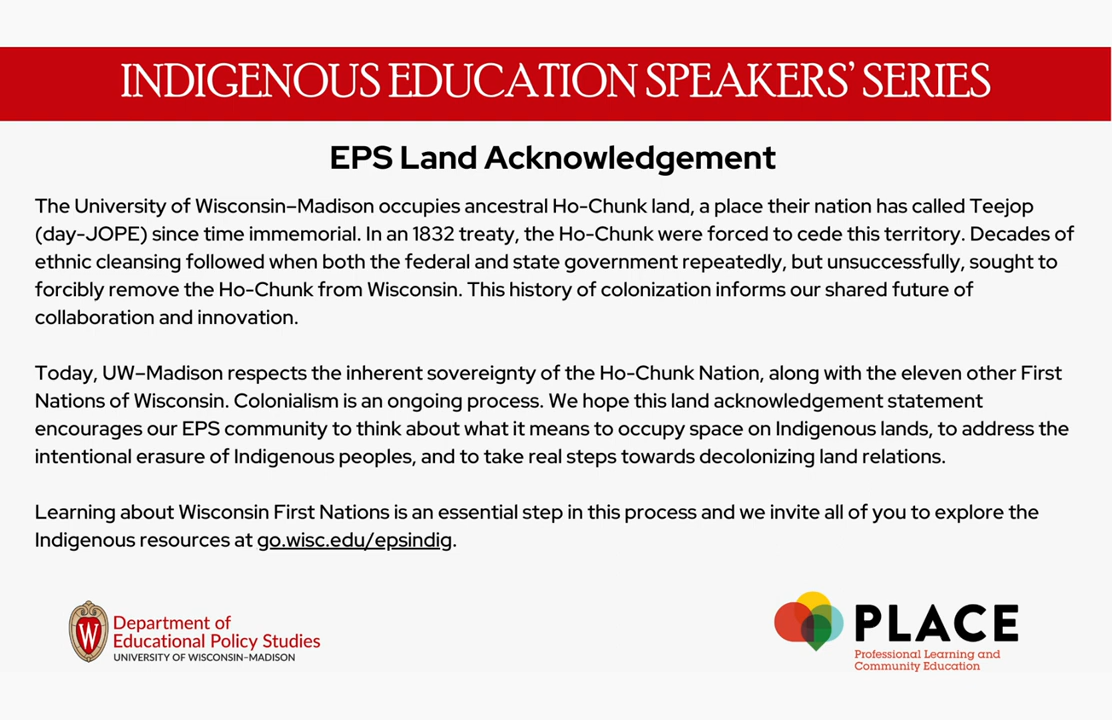 INDIGENOUS EDUCATION SPEAKERS’ SERIES
EPS Land Acknowledgement
The University of Wisconsin–Madison occupies ancestral Ho-Chunk land, a place their nation has called Teejop
(day-JOPE) since time immemorial. In an 1832 treaty, the Ho-Chunk were forced to cede this territory. Decades of
ethnic cleansing followed when both the federal and state government repeatedly, but unsuccessfully, sought to
forcibly remove the Ho-Chunk from Wisconsin. This history of colonization informs our shared future of
collaboration and innovation.
Today, UW–Madison respects the inherent sovereignty of the Ho-Chunk Nation, along with the eleven other First
Nations of Wisconsin. Colonialism is an ongoing process. We hope this land acknowledgement statement
encourages our EPS community to think about what it means to occupy space on Indigenous lands, to address the
intentional erasure of Indigenous peoples, and to take real steps towards decolonizing land relations.
Learning about Wisconsin First Nations is an essential step in this process and we invite all of you to explore the
Indigenous resources at go.wisc.edu/epsindig.
W
Department of
Educational Policy Studies
UNIVERSITY OF WISCONSIN–MADISON
PLACE
Professional Learning and
Community Education